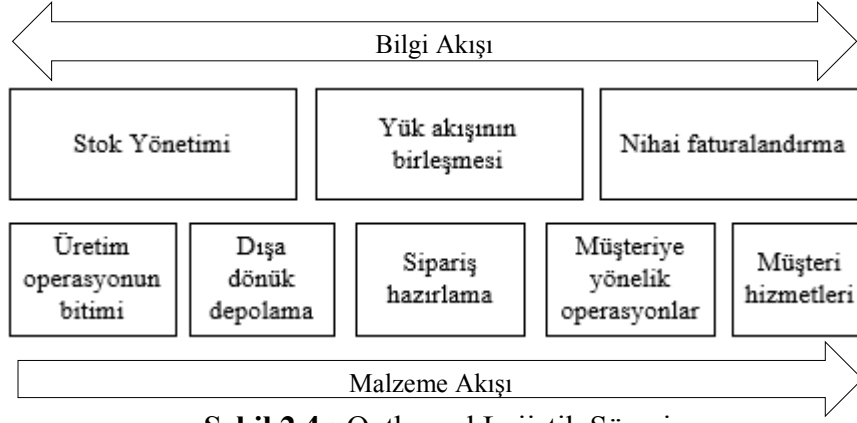 Bilgi Akışı
Stok Yönetimi
Yük akışının
birleşmesi
Nihai faturalandırma
Üretim
operasyonun
bitimi
Dışa
dönük
depolama
Sipariş
hazırlama
Müşteriye
yönelik
operasyonlar
Müşteri
hizmetleri
Malzeme Akışı